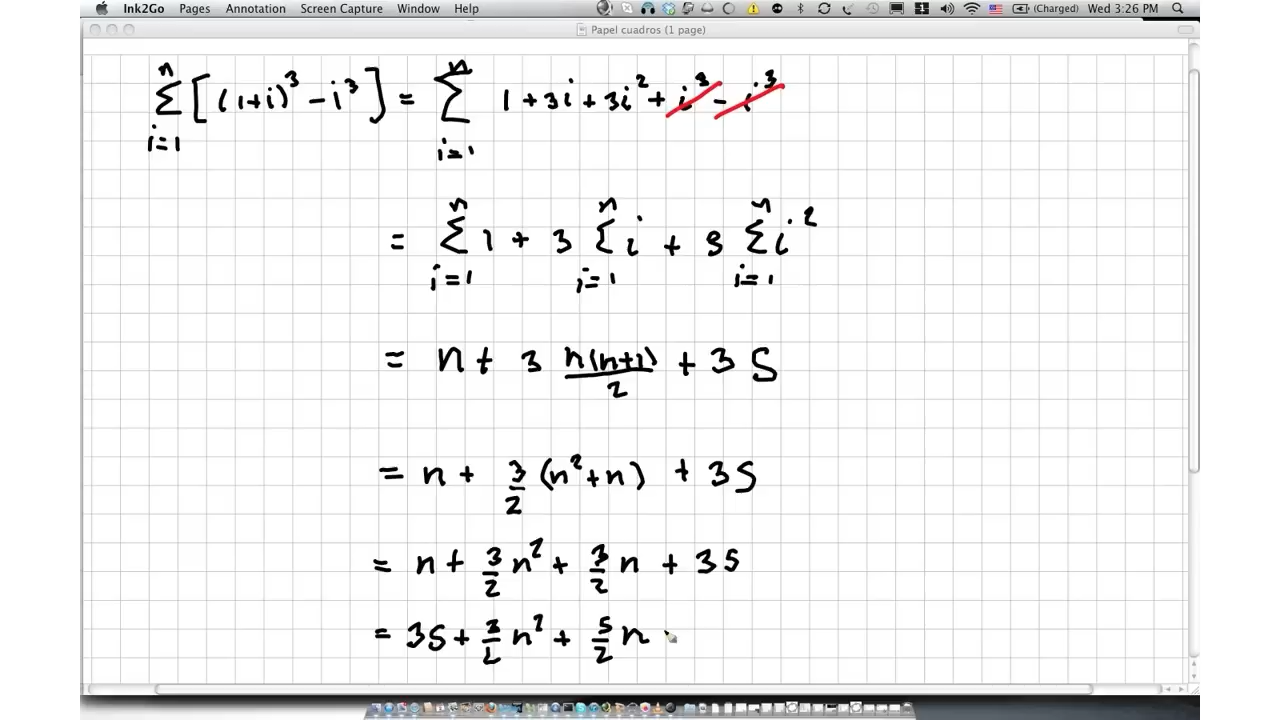 Ink2Go Pages Annotation Screen Capture Window Help (Charged) Wed 3:26 PM
Papel cuadros (1 page)
n n
∑ [(1+i)³ - i³] = ∑ 1 + 3i + 3i² + i³ - i³
i=1 i=1
n n n
= ∑ 1 + 3 ∑ i + 3 ∑ i²
i=1 i=1 i=1
= n + 3 n(n+1)/2 + 3 S
= n + 3/2 (n² + n) + 3S
= n + 3/2 n² + 3/2 n + 3S
= 3S + 3/2 n² + 5/2 n